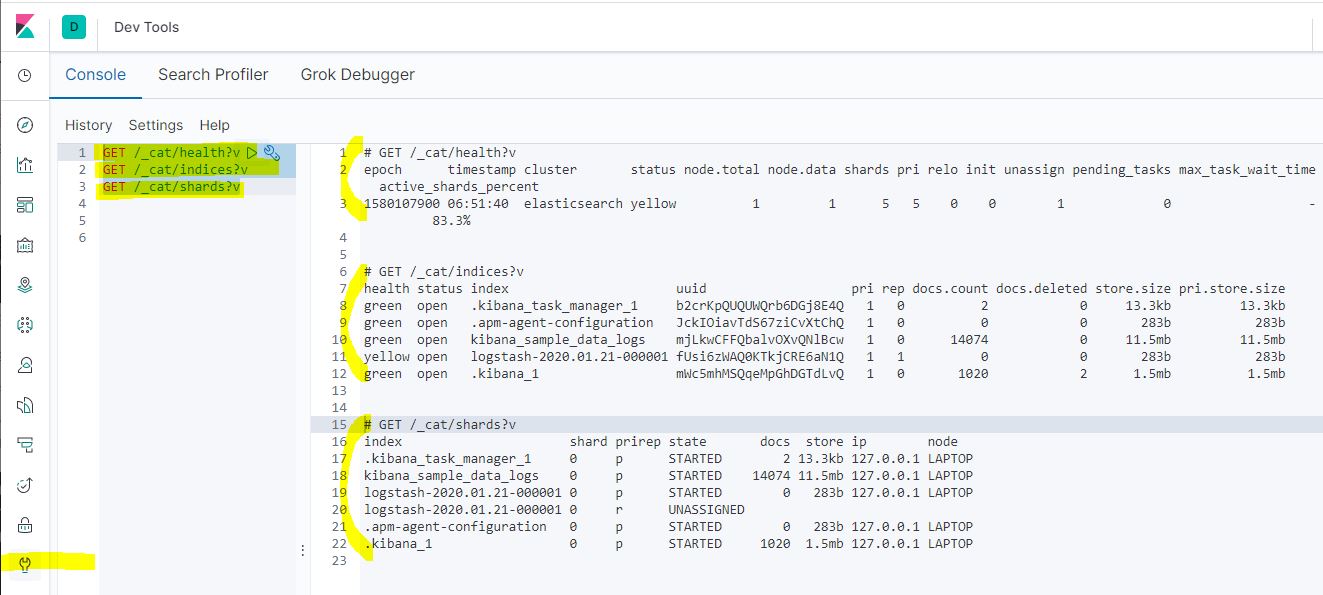 D Dev Tools
Console Search Profiler Grok Debugger
History Settings Help
1 GET /_cat/health?v
2 GET /_cat/indices?v
3 GET /_cat/shards?v
4
5
6
1 # GET /_cat/health?v
2 epoch timestamp cluster status node.total node.data shards pri relo init unassign pending_tasks max_task_wait_time
active_shards_percent
3 1580107900 06:51:40 elasticsearch yellow 1 1 5 5 0 0 1 0 -
83.3%
4
5
6 # GET /_cat/indices?v
7 health status index uuid pri rep docs.count docs.deleted store.size pri.store.size
8 green open .kibana_task_manager_1 b2crKpQUQUWQrb6DGj8E4Q 1 0 2 0 13.3kb 13.3kb
9 green open .apm-agent-configuration JckIOiavTdS67ziCvXtChQ 1 0 0 0 283b 283b
10 green open kibana_sample_data_logs mjLkwCFFQbalvOXvQNlBcw 1 0 14074 0 11.5mb 11.5mb
11 yellow open logstash-2020.01.21-000001 fUsi6zWAQ0KTkjCRE6aN1Q 1 1 0 0 283b 283b
12 green open .kibana_1 mWc5mhMSQqeMpGhDGTdLvQ 1 0 1020 2 1.5mb 1.5mb
13
14
15 # GET /_cat/shards?v
16 index shard prirep state docs store ip node
17 .kibana_task_manager_1 0 p STARTED 2 13.3kb 127.0.0.1 LAPTOP
18 kibana_sample_data_logs 0 p STARTED 14074 11.5mb 127.0.0.1 LAPTOP
19 logstash-2020.01.21-000001 0 p STARTED 0 283b 127.0.0.1 LAPTOP
20 logstash-2020.01.21-000001 0 r UNASSIGNED
21 .apm-agent-configuration 0 p STARTED 0 283b 127.0.0.1 LAPTOP
22 .kibana_1 0 p STARTED 1020 1.5mb 127.0.0.1 LAPTOP
23